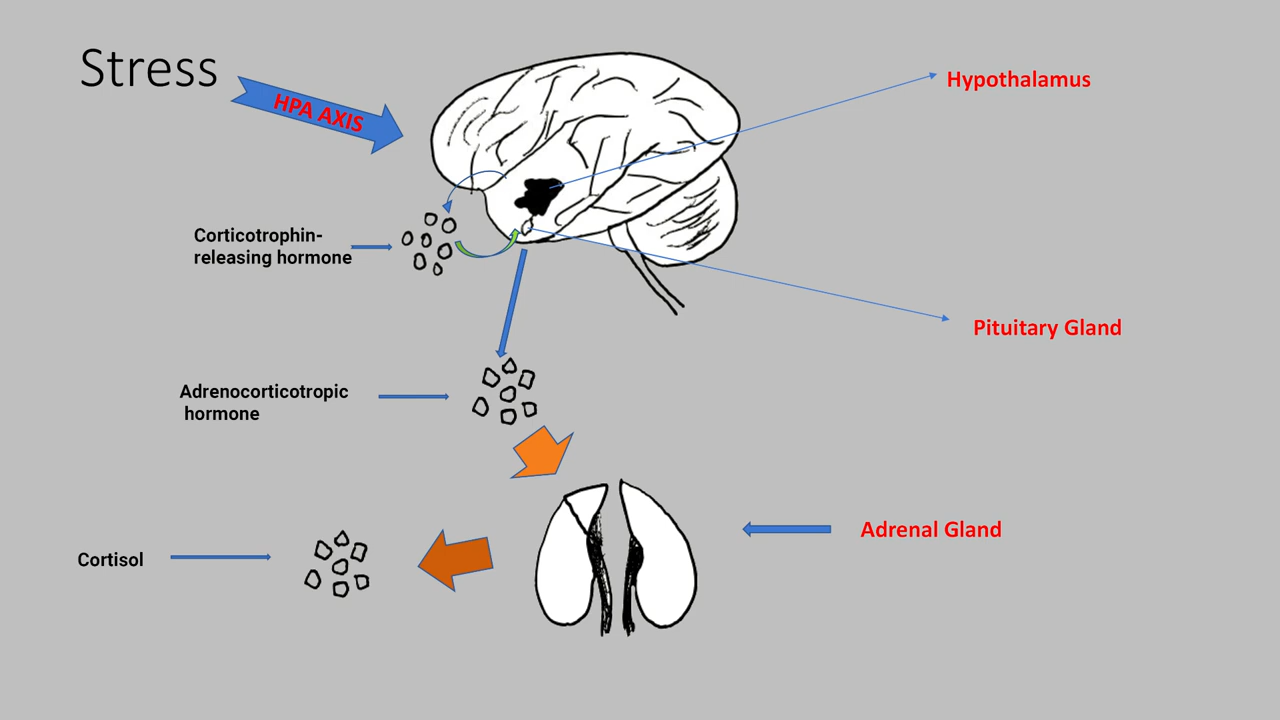 Stress
HPA AXIS
Hypothalamus
Corticotrophin-
releasing hormone
Pituitary Gland
Adrenocorticotropic
hormone
Adrenal Gland
Cortisol